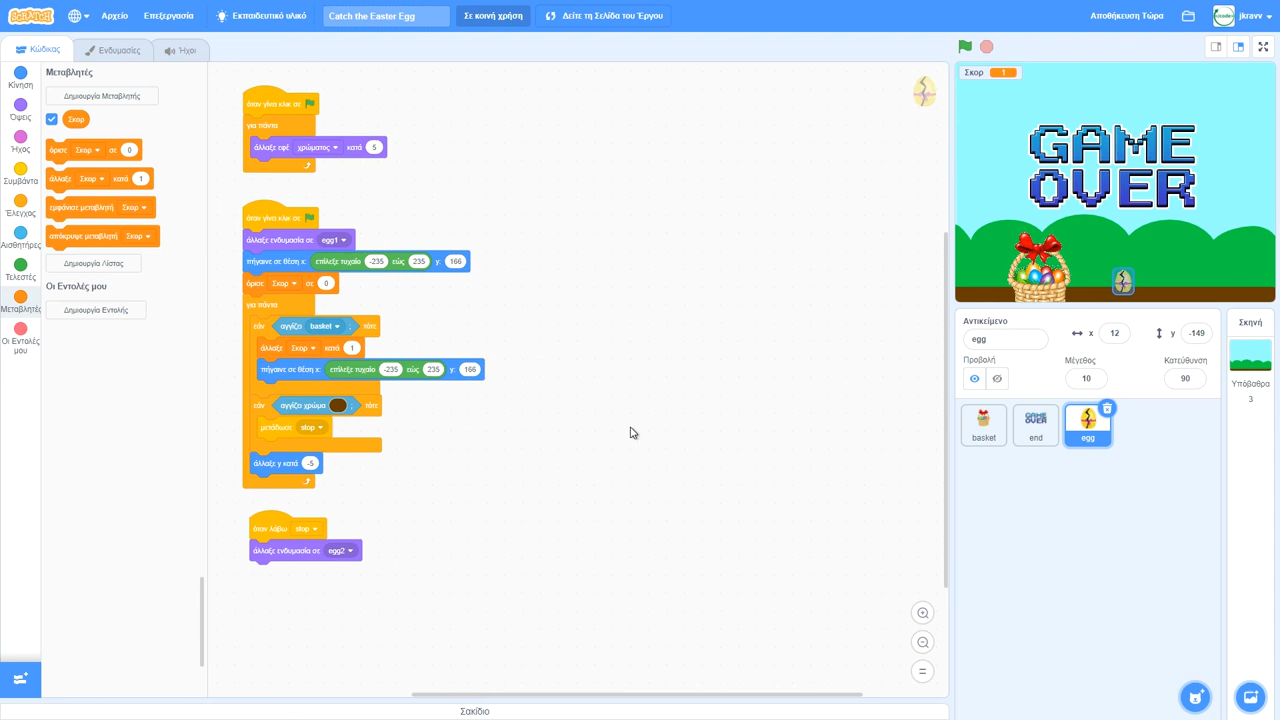 SCRATCH Αρχείο Επεξεργασία Εκπαιδευτικό υλικό Catch the Easter Egg Σε κοινή χρήση Δείτε τη Σελίδα του Έργου Αποθήκευση Τώρα jkravv
Κώδικας Ενδυμασίες Ήχοι
Κίνηση
Όψεις
Ήχος
Συμβάντα
Έλεγχος
Αισθητήρες
Τελεστές
Μεταβλητές
Οι Εντολές
μου
Μεταβλητές
Δημιουργία Μεταβλητής
Σκορ
όρισε Σκορ σε 0
άλλαξε Σκορ κατά 1
εμφάνισε μεταβλητή Σκορ
απόκρυψε μεταβλητή Σκορ
Δημιουργία Λίστας
Οι Εντολές μου
Δημιουργία Εντολής
όταν γίνει κλικ σε
για πάντα
άλλαξε εφέ χρώματος κατά 5
όταν γίνει κλικ σε
άλλαξε ενδυμασία σε egg1
πήγαινε σε θέση x: επίλεξε τυχαίο -235 εώς 235 y: 166
όρισε Σκορ σε 0
για πάντα
εάν αγγίζει basket ; τότε
άλλαξε Σκορ κατά 1
πήγαινε σε θέση x: επίλεξε τυχαίο -235 εώς 235 y: 166
εάν αγγίζει χρώμα ; τότε
μετάδωσε stop
άλλαξε y κατά -5
όταν λάβω stop
άλλαξε ενδυμασία σε egg2
Σακίδιο
Σκορ 1
GAME
OVER
Αντικείμενο
egg
x 12
y -149
Προβολή
Μέγεθος
10
Κατεύθυνση
90
basket
end
egg
Σκηνή
Υπόβαθρα
3